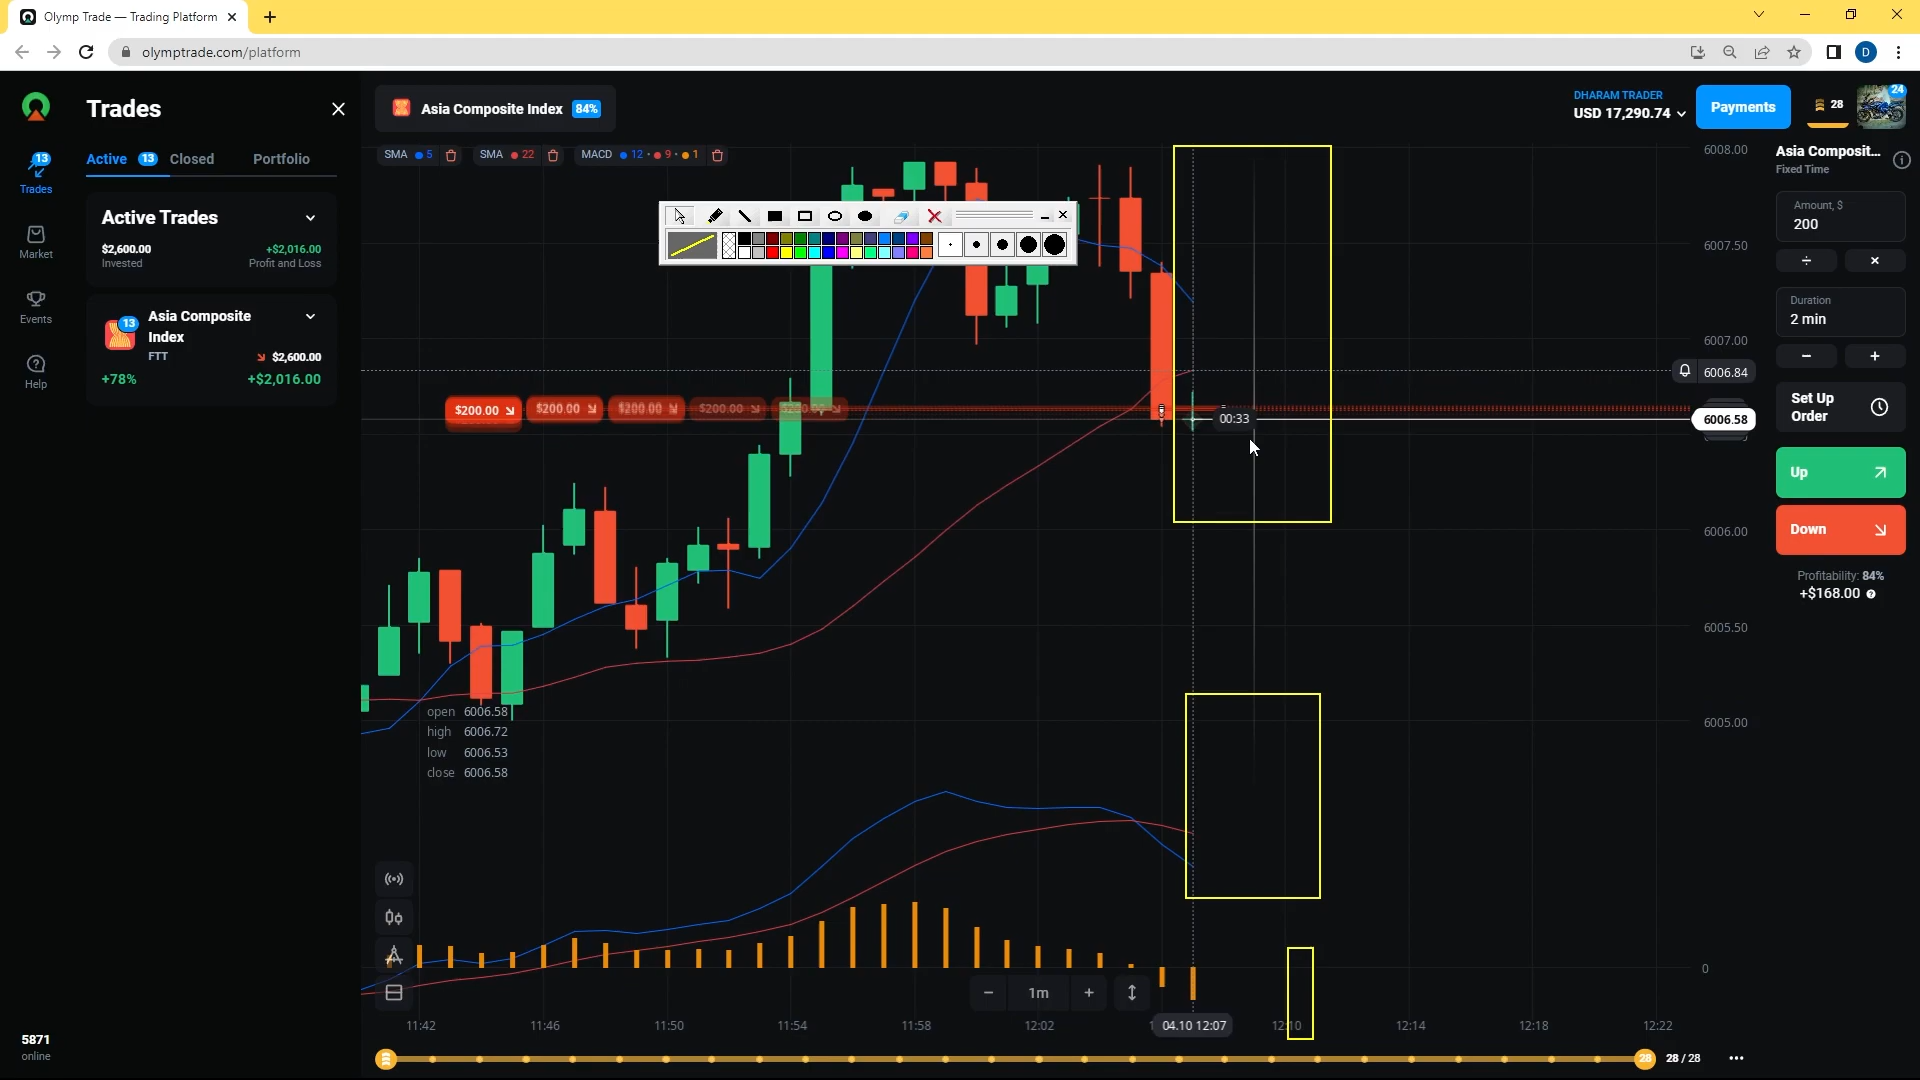 Olymp Trade — Trading Platform
olymptrade.com/platform
D
Trades
Active 13 Closed Portfolio
Active Trades
$2,600.00 +$2,016.00
Invested Profit and Loss
13
Asia Composite
Index
FTT $2,600.00
+78% +$2,016.00
13
Trades
Market
Events
Help
5871
online
Asia Composite Index 84%
SMA 5 SMA 22 MACD 12 · 9 · 1
DHARAM TRADER
USD 17,290.74
Payments
28
24
$200.00 $200.00 $200.00 $200.00
00:33
open 6006.58
high 6006.72
low 6006.53
close 6006.58
6008.00
6007.50
6007.00
6006.84
6006.58
6006.00
6005.50
6005.00
0
1m
11:42 11:46 11:50 11:54 11:58 12:02 04.10 12:07 12:10 12:14 12:18 12:22
28 28 / 28
Asia Composit...
Fixed Time
Amount, $
200
÷ ×
Duration
2 min
− +
Set Up
Order
Up
Down
Profitability: 84%
+$168.00